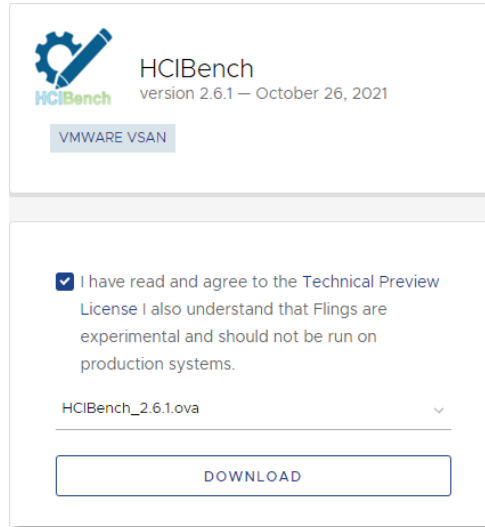 HCIBench
HCIBench
version 2.6.1 — October 26, 2021
VMWARE VSAN
I have read and agree to the Technical Preview
License I also understand that Flings are
experimental and should not be run on
production systems.
HCIBench_2.6.1.ova
DOWNLOAD